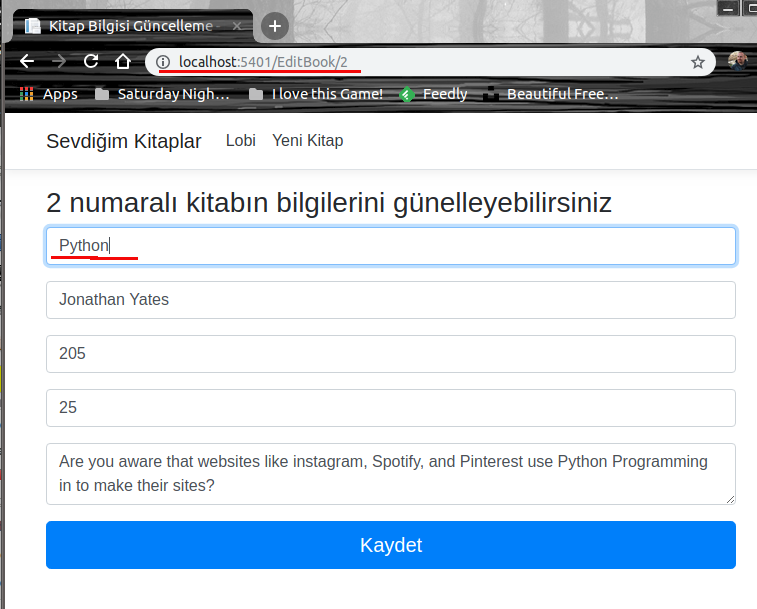 Kitap Bilgisi Güncelleme -
localhost:5401/EditBook/2
Apps Saturday Nigh... I love this Game! Feedly Beautiful Free...
Sevdiğim Kitaplar Lobi Yeni Kitap
2 numaralı kitabın bilgilerini günelleyebilirsiniz
Python
Jonathan Yates
205
25
Are you aware that websites like instagram, Spotify, and Pinterest use Python Programming
in to make their sites?
Kaydet